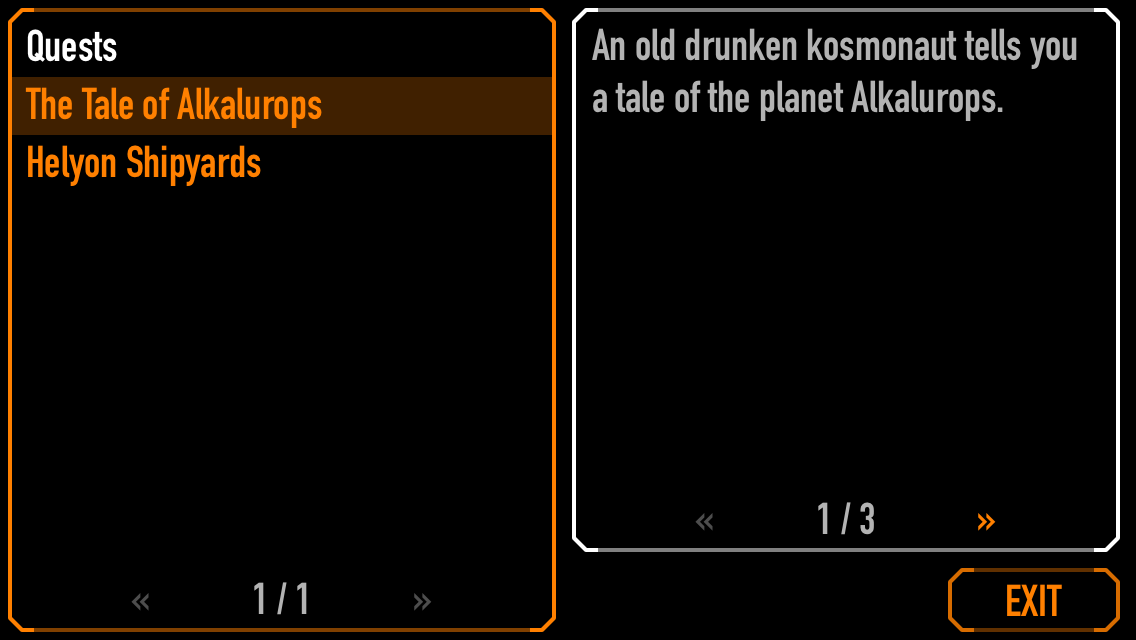 Quests
The Tale of Alkalurops
Helyon Shipyards
« 1 / 1 »
An old drunken kosmonaut tells you
a tale of the planet Alkalurops.
« 1 / 3 »
EXIT